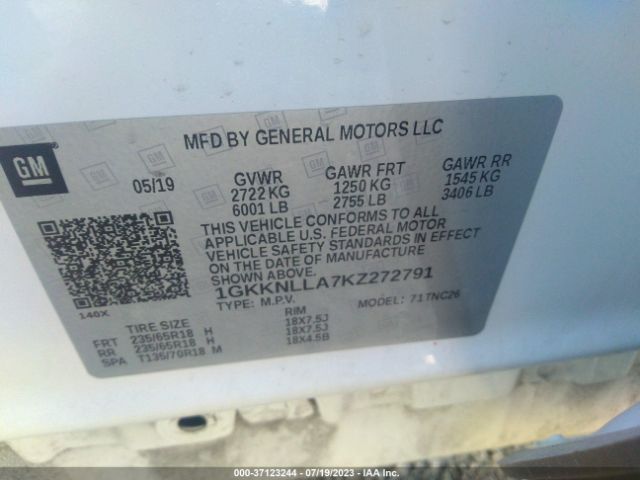 GM
MFD BY GENERAL MOTORS LLC
05/19
GVWR
2722 KG
6001 LB
GAWR FRT
1250 KG
2755 LB
GAWR RR
1545 KG
3406 LB
THIS VEHICLE CONFORMS TO ALL
APPLICABLE U.S. FEDERAL MOTOR
VEHICLE SAFETY STANDARDS IN EFFECT
ON THE DATE OF MANUFACTURE
SHOWN ABOVE.
1GKKNLLA7KZ272791
TYPE: M.P.V. MODEL: 71TNC26
140X
TIRE SIZE RIM
FRT 235/65R18 H 18X7.5J
RR 235/65R18 H 18X7.5J
SPA T135/70R18 M 18X4.5B
000-37123244 - 07/19/2023 - IAA Inc.